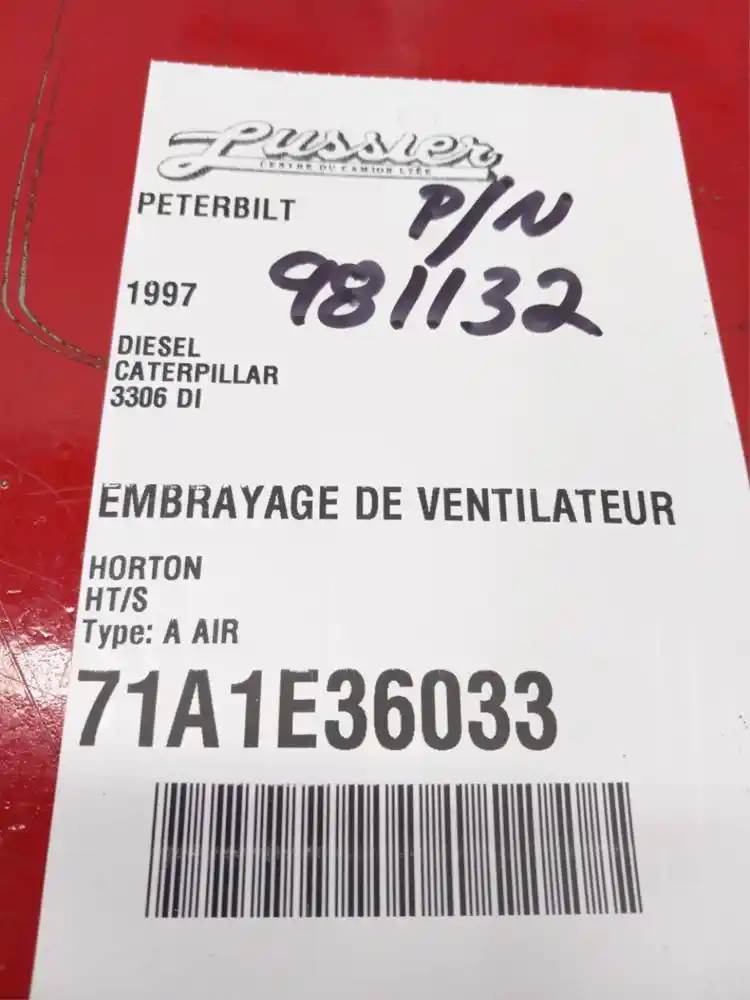 Lussier
CENTRE DU CAMION LTÉE
PETERBILT
P/N
1997
981132
DIESEL
CATERPILLAR
3306 DI
EMBRAYAGE DE VENTILATEUR
HORTON
HT/S
Type: A AIR
71A1E36033